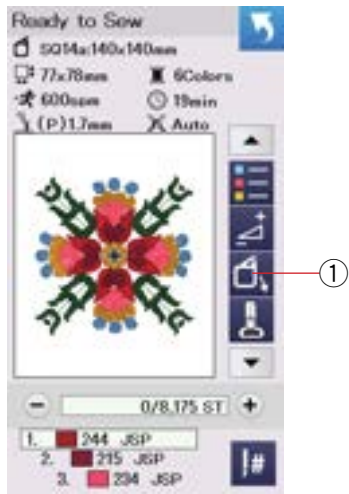 Ready to Sew
SQ14a:140x140mm
77x78mm 6Colors
600spm 19min
(P)1.7mm Auto
1
0/8,175 ST
1. 244 JSP
2. 215 JSP
3. 234 JSP
#